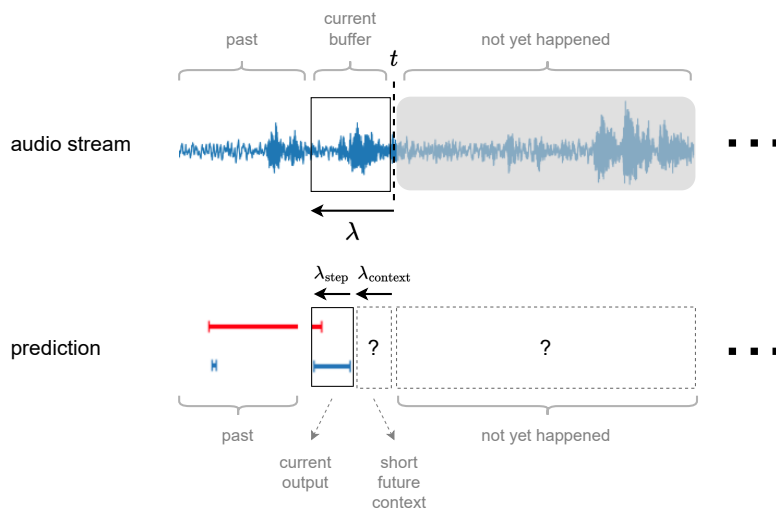 current
buffer
past
not yet happened
t
audio stream
λ
λstep
λcontext
prediction
?
?
past
not yet happened
current
output
short
future
context